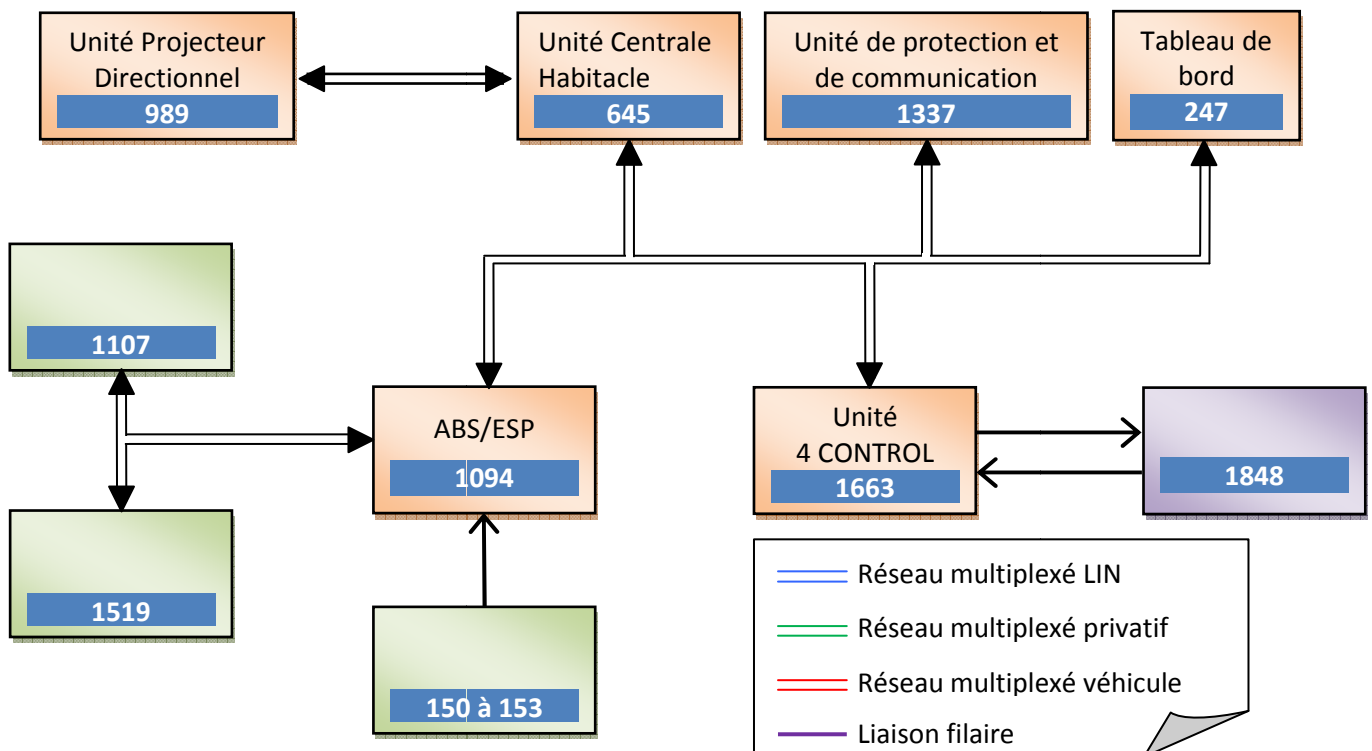 Unité Projecteur
Directionnel
989
Unité Centrale
Habitacle
645
Unité de protection et
de communication
1337
Tableau de
bord
247
1107
ABS/ESP
1094
Unité
4 CONTROL
1663
1848
1519
150 à 153
Réseau multiplexé LIN
Réseau multiplexé privatif
Réseau multiplexé véhicule
Liaison filaire